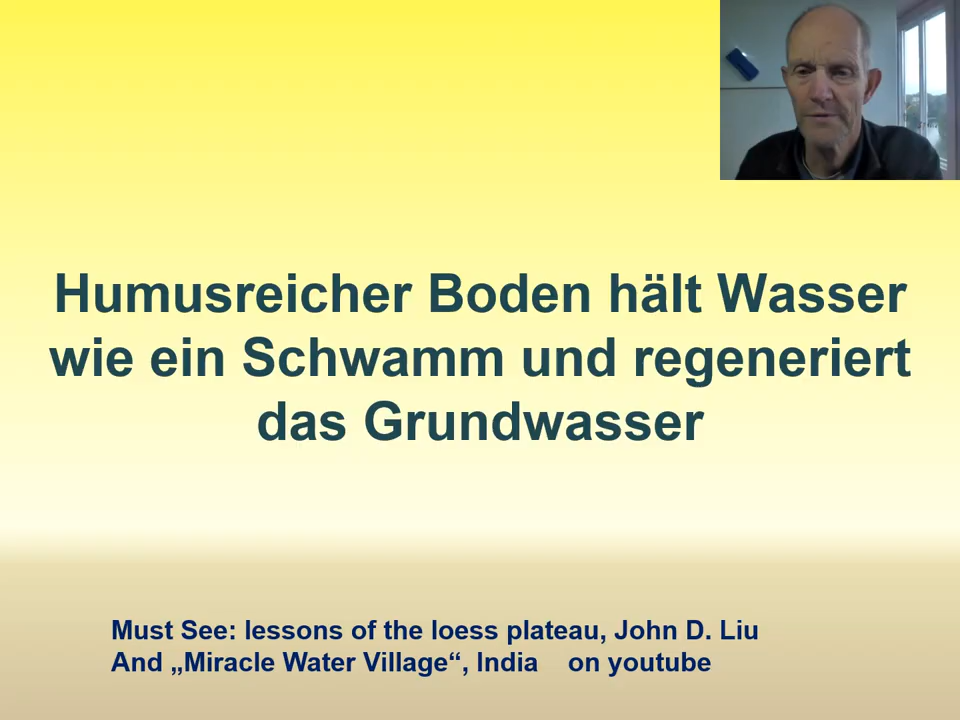 Humusreicher Boden hält Wasser
wie ein Schwamm und regeneriert
das Grundwasser
Must See: lessons of the loess plateau, John D. Liu
And „Miracle Water Village“, India on youtube